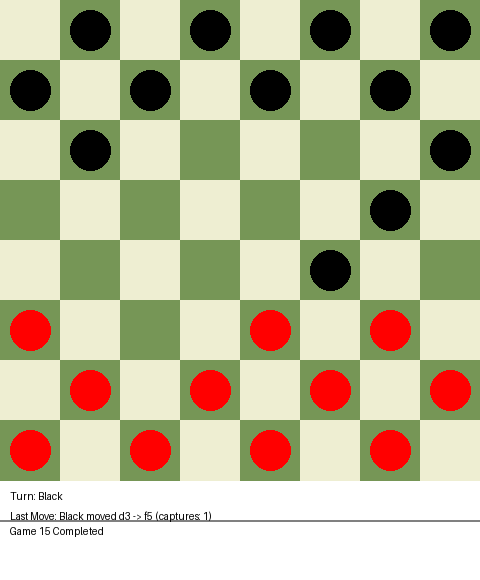 Turn: Black
Last Move: Black moved d3 -> f5 (captures: 1)
Game 15 Completed